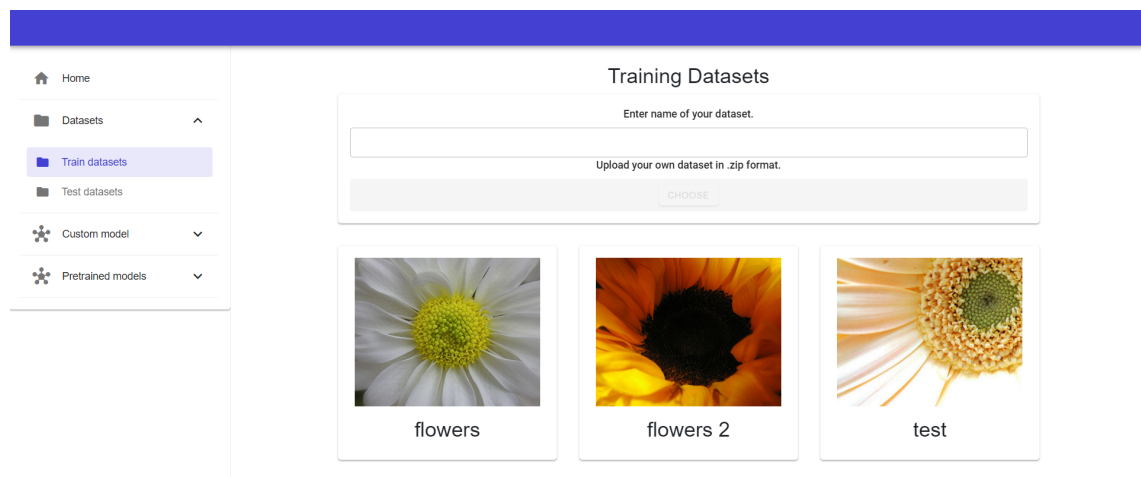 Home
Datasets
Train datasets
Test datasets
Custom model
Pretrained models
Training Datasets
Enter name of your dataset.
Upload your own dataset in .zip format.
CHOOSE
flowers
flowers 2
test